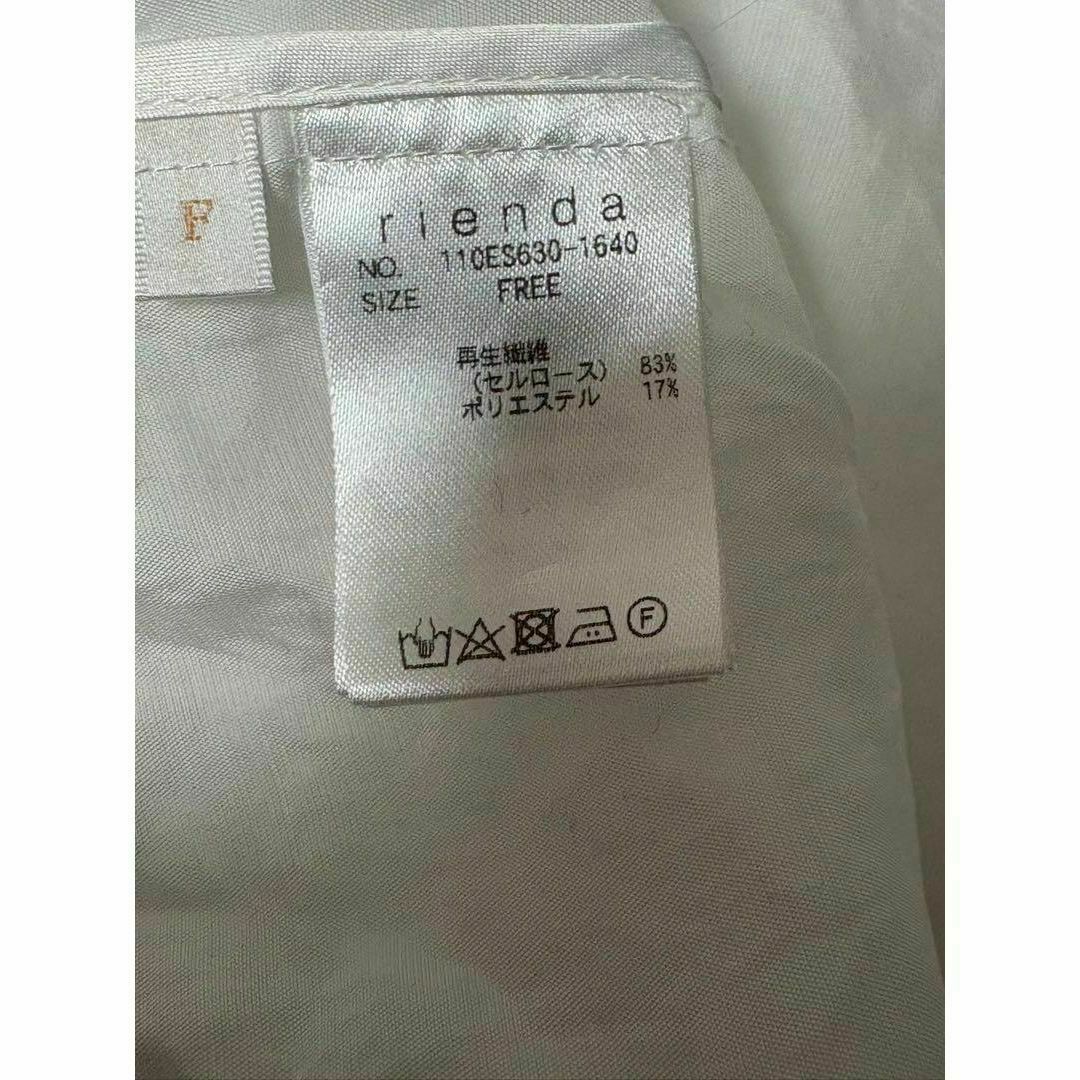 F
rienda
NO. 110ES630-1640
SIZE FREE
再生繊維
(セルロース) 83%
ポリエステル 17%
F